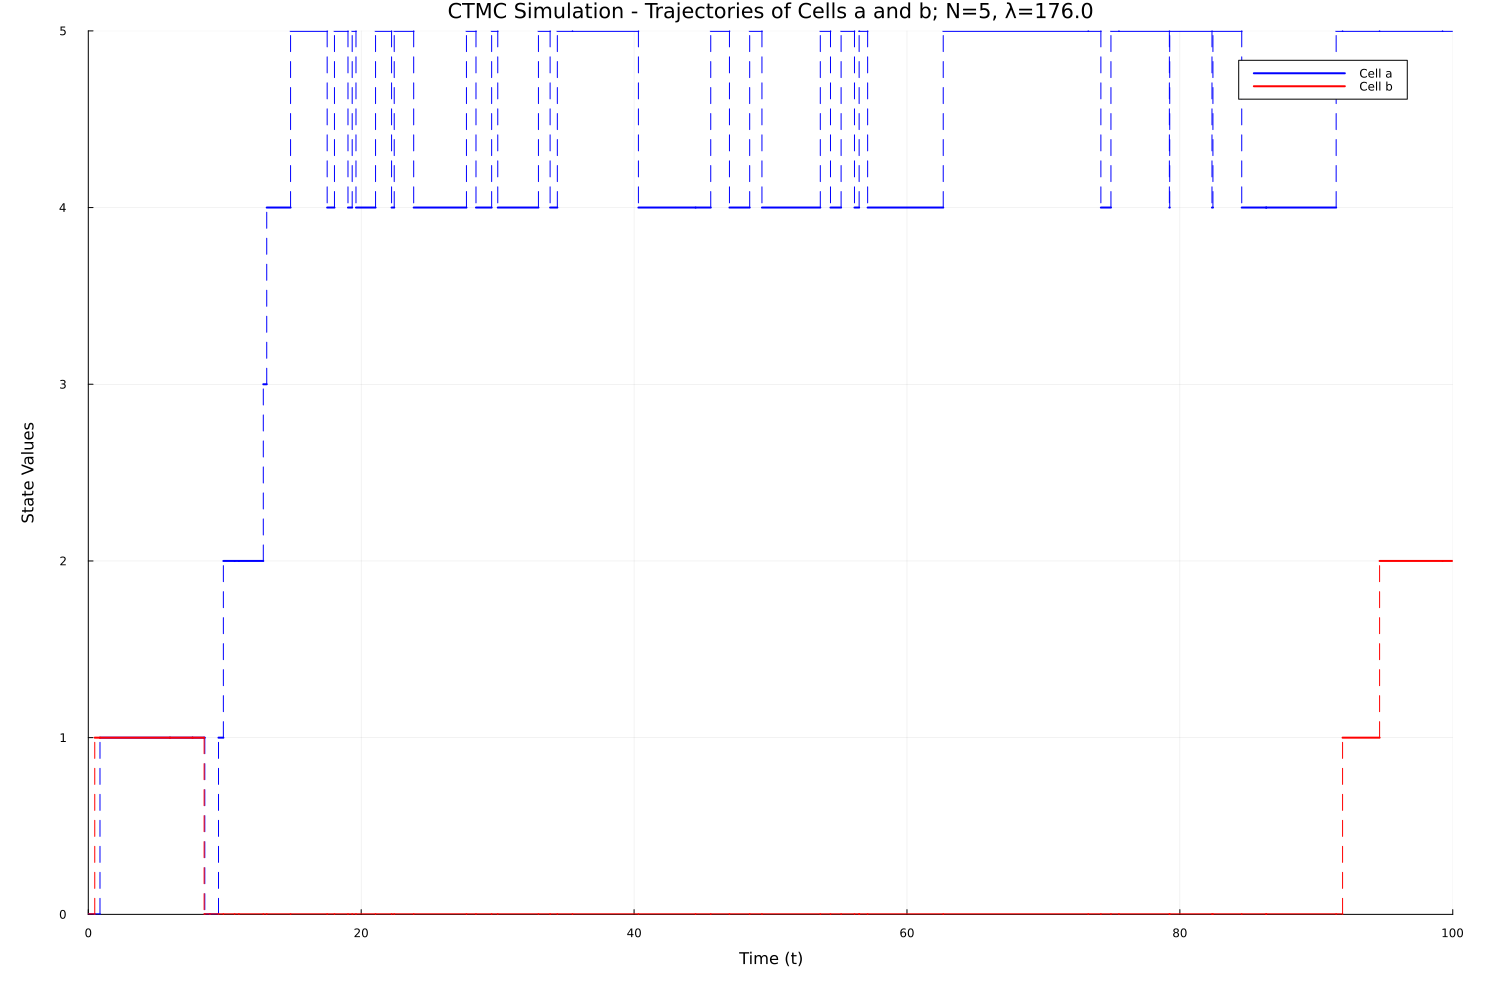 CTMC Simulation - Trajectories of Cells a and b; N=5, λ=176.0
5
Cell a
Cell b
4
3
State Values
2
1
0
0 20 40 60 80 100
Time (t)